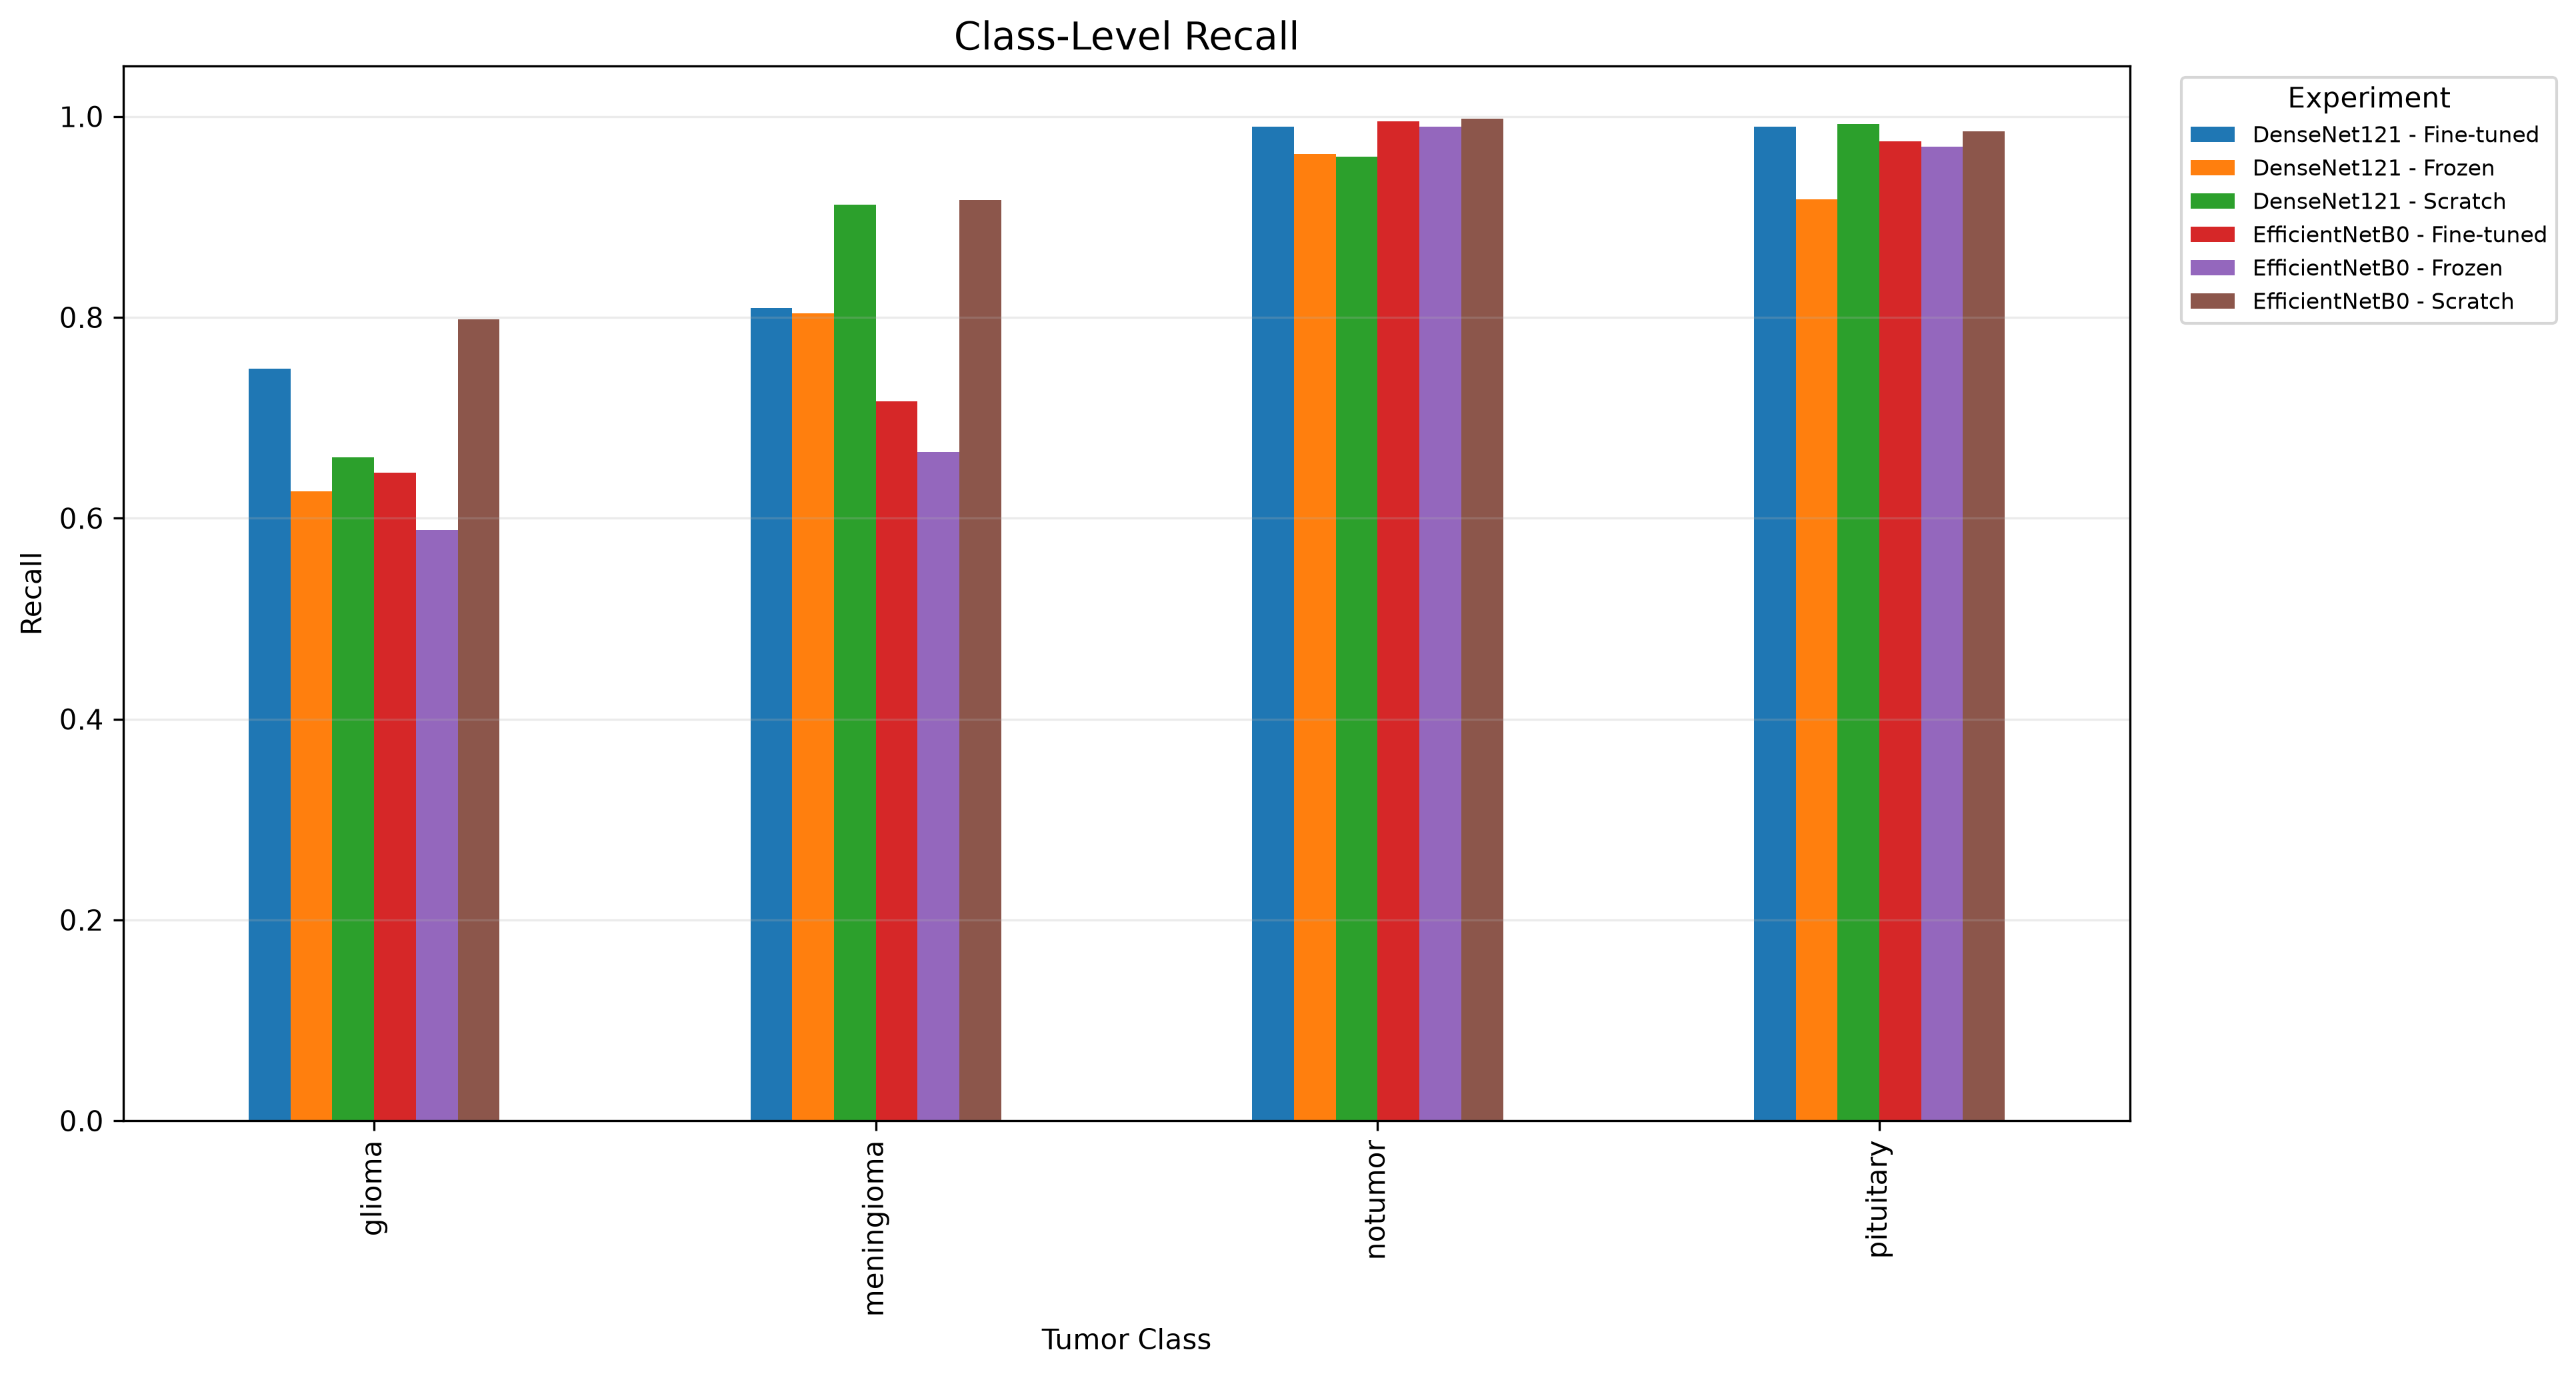 Class-Level Recall
Experiment
DenseNet121 - Fine-tuned
DenseNet121 - Frozen
DenseNet121 - Scratch
EfficientNetB0 - Fine-tuned
EfficientNetB0 - Frozen
EfficientNetB0 - Scratch
1.0
0.8
0.6
0.4
0.2
0.0
Recall
glioma
meningioma
notumor
pituitary
Tumor Class